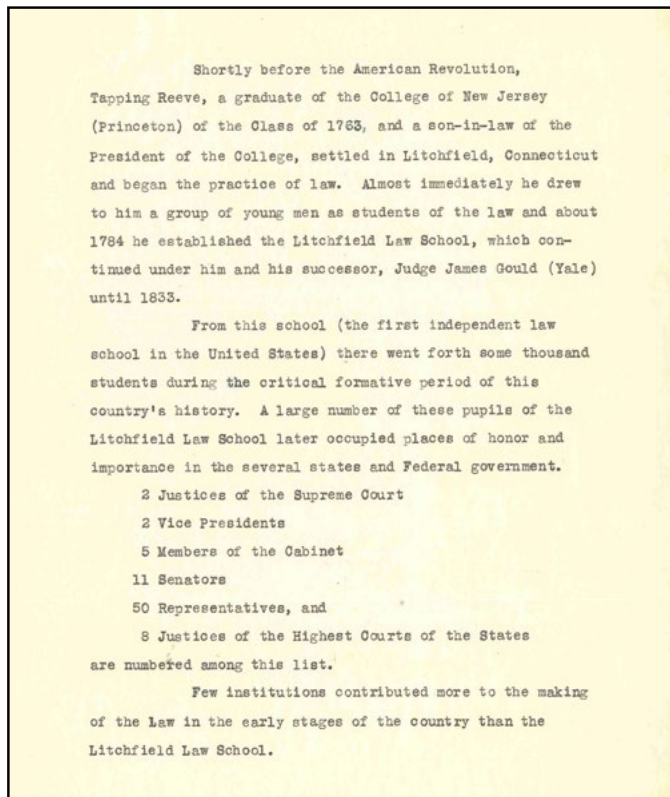 Shortly before the American Revolution,
Tapping Reeve, a graduate of the College of New Jersey
(Princeton) of the Class of 1763, and a son-in-law of the
President of the College, settled in Litchfield, Connecticut
and began the practice of law.  Almost immediately he drew
to him a group of young men as students of the law and about
1784 he established the Litchfield Law School, which con-
tinued under him and his successor, Judge James Gould (Yale)
until 1833.
From this school (the first independent law
school in the United States) there went forth some thousand
students during the critical formative period of this
country's history.  A large number of these pupils of the
Litchfield Law School later occupied places of honor and
importance in the several states and Federal government.
2 Justices of the Supreme Court
2 Vice Presidents
5 Members of the Cabinet
11 Senators
50 Representatives, and
8 Justices of the Highest Courts of the States
are numbered among this list.
Few institutions contributed more to the making
of the Law in the early stages of the country than the
Litchfield Law School.